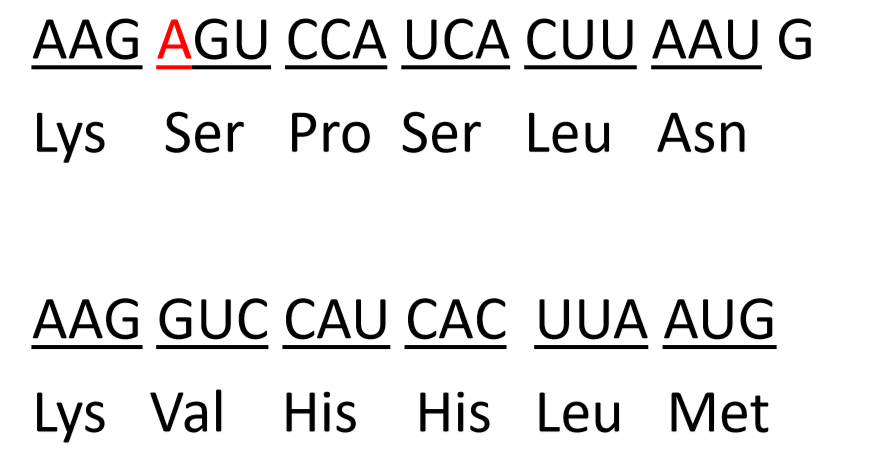 AAG AGU CCA UCA CUU AAU G
Lys Ser Pro Ser Leu Asn
AAG GUC CAU CAC UUA AUG
Lys Val His His Leu Met